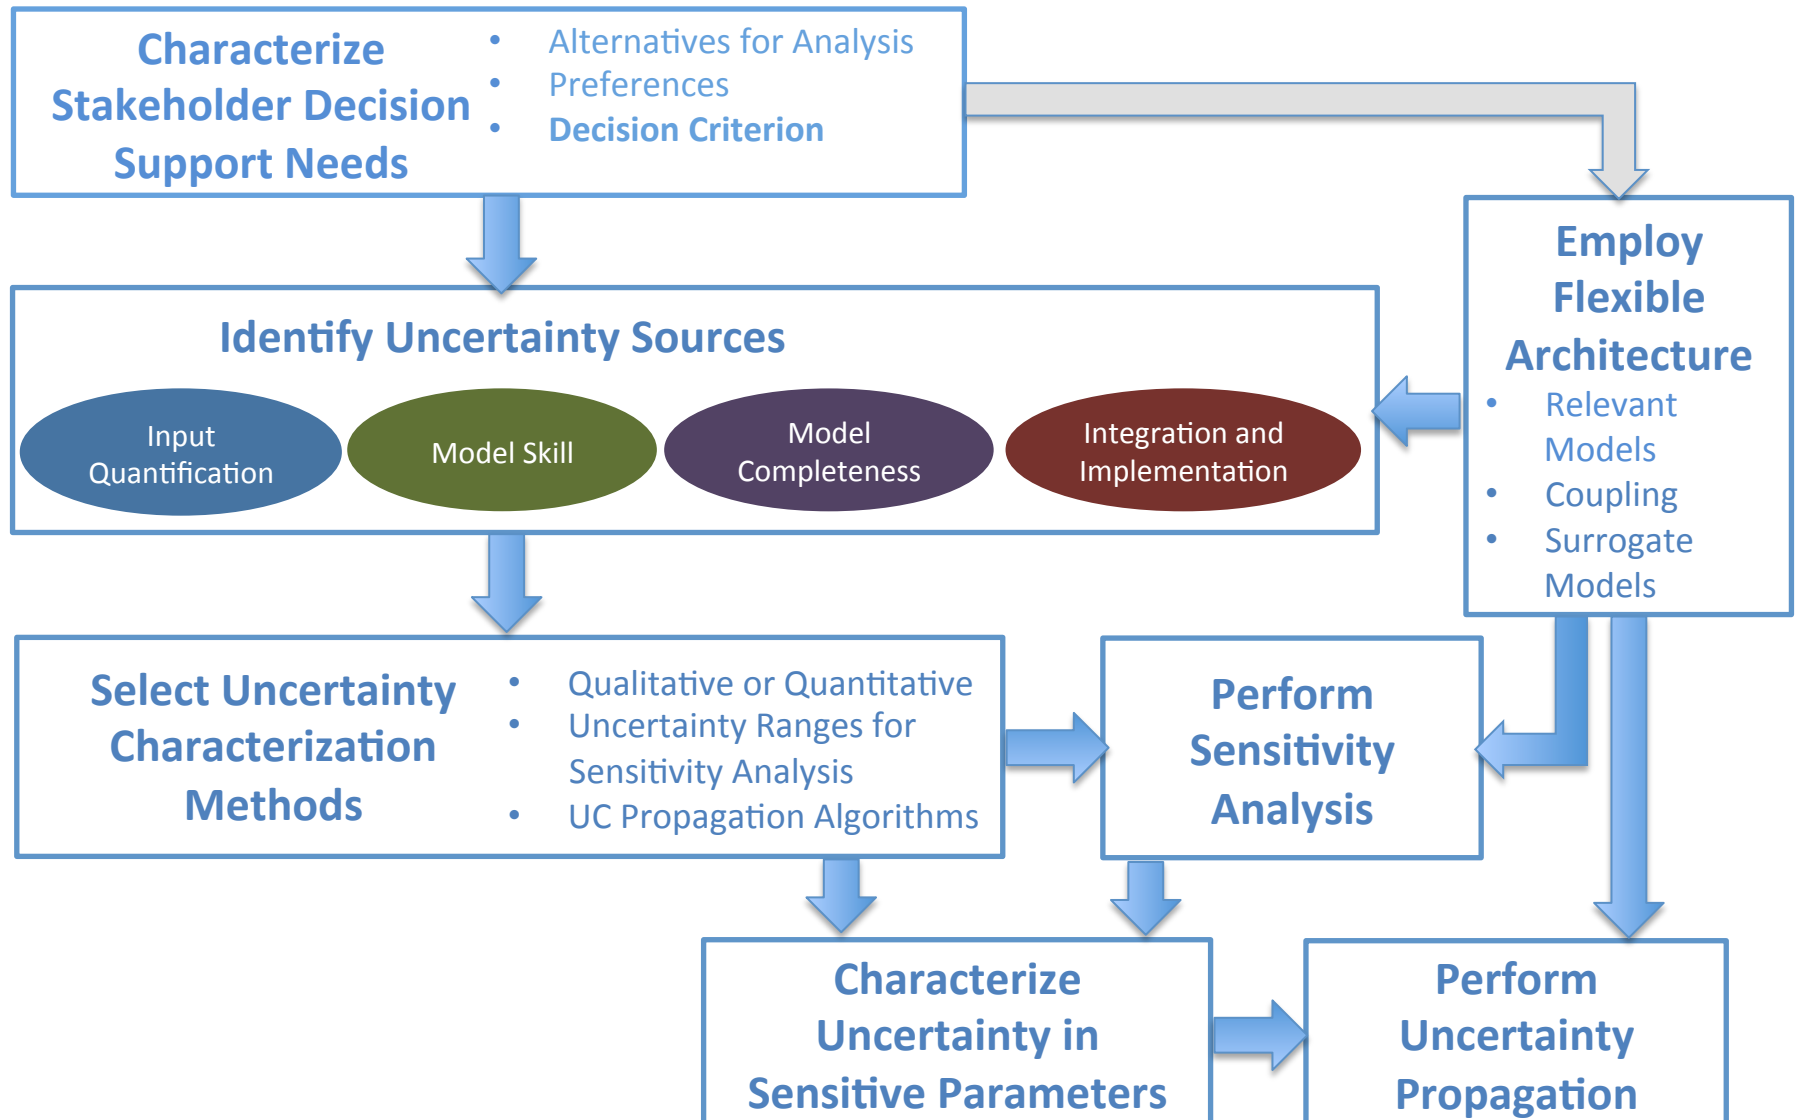 Characterize
Stakeholder Decision
Support Needs
• Alternatives for Analysis
• Preferences
• Decision Criterion
Employ
Flexible
Architecture
• Relevant
Models
• Coupling
• Surrogate
Models
Identify Uncertainty Sources
Input
Quantification
Model Skill
Model
Completeness
Integration and
Implementation
Select Uncertainty
Characterization
Methods
• Qualitative or Quantitative
• Uncertainty Ranges for
Sensitivity Analysis
• UC Propagation Algorithms
Perform
Sensitivity
Analysis
Characterize
Uncertainty in
Sensitive Parameters
Perform
Uncertainty
Propagation